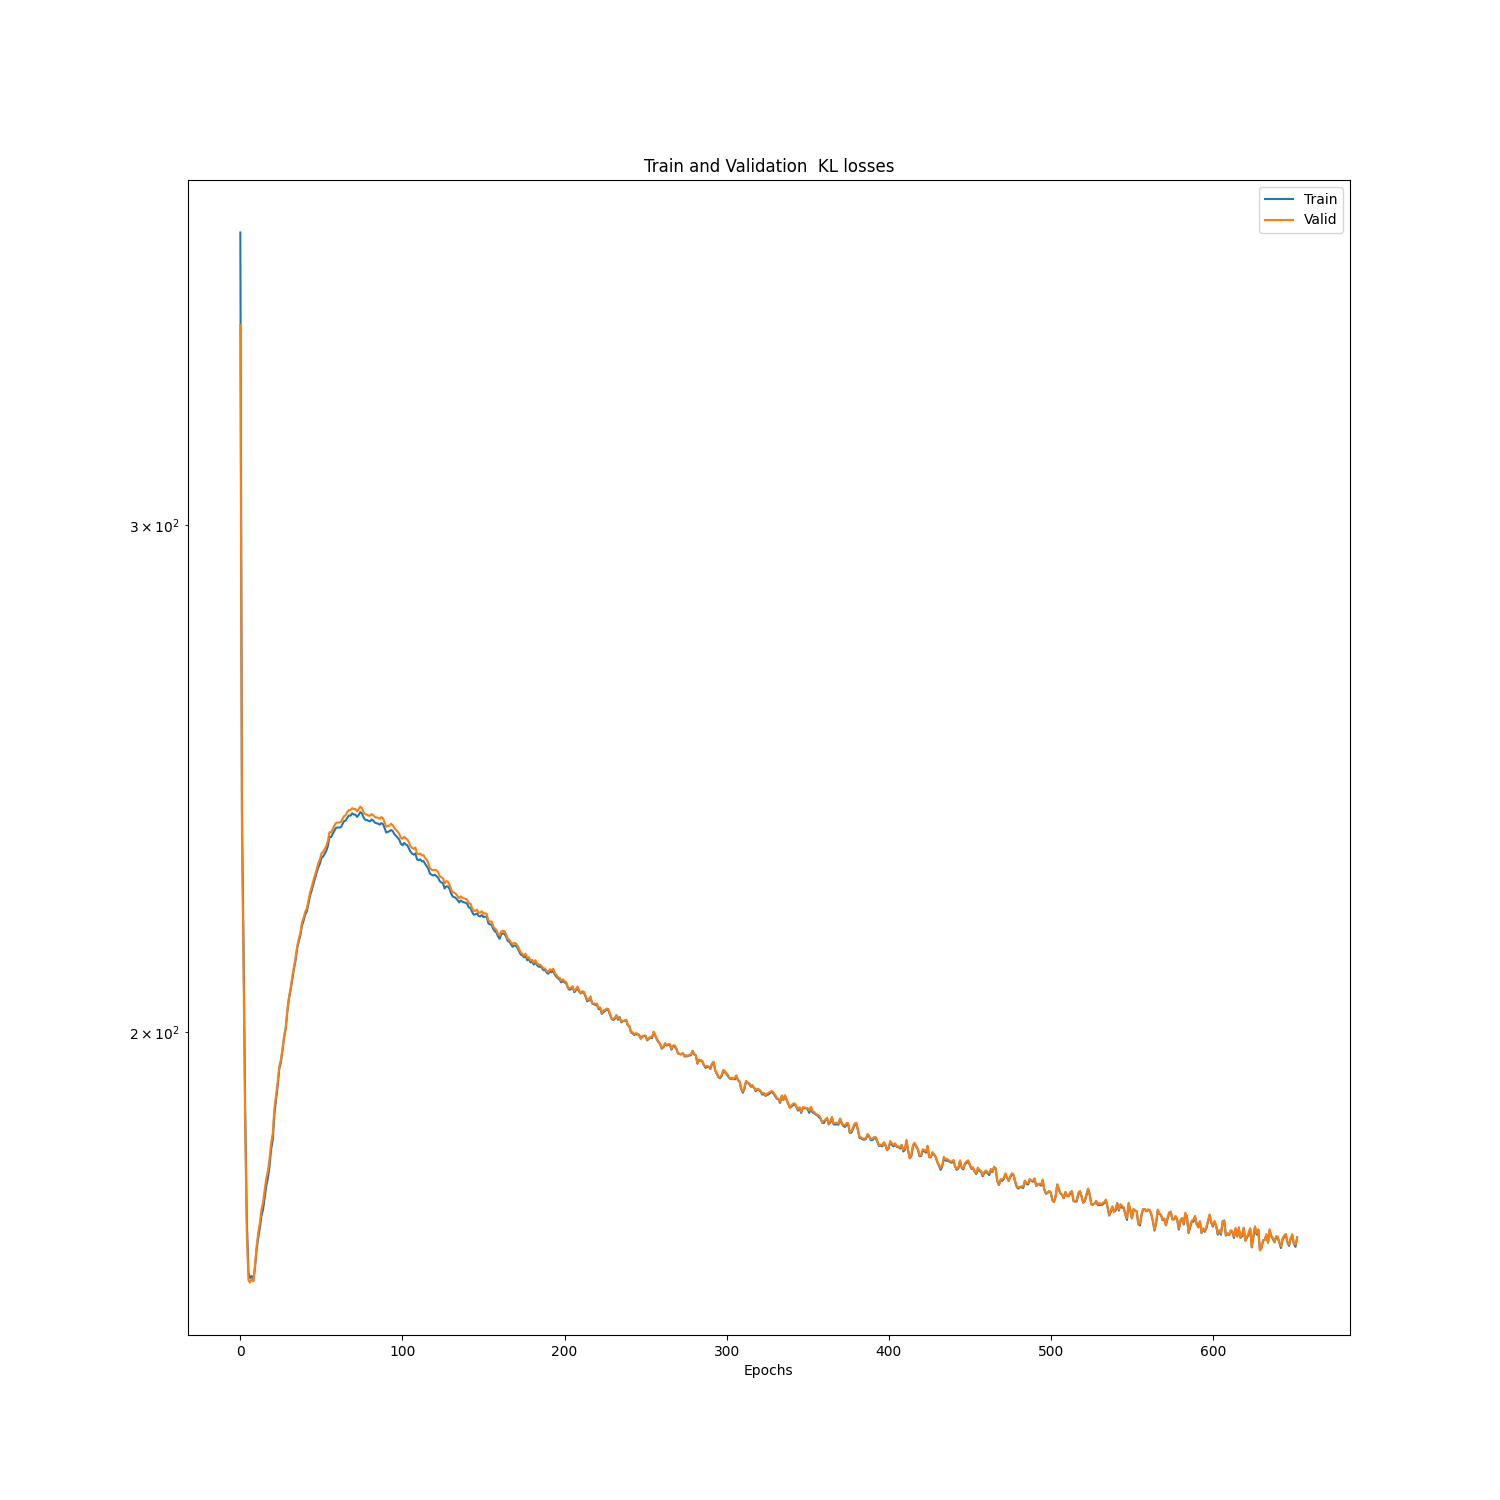 Train and Validation  KL losses
Train
Valid
3 × 10²
2 × 10²
0 100 200 300 400 500 600
Epochs